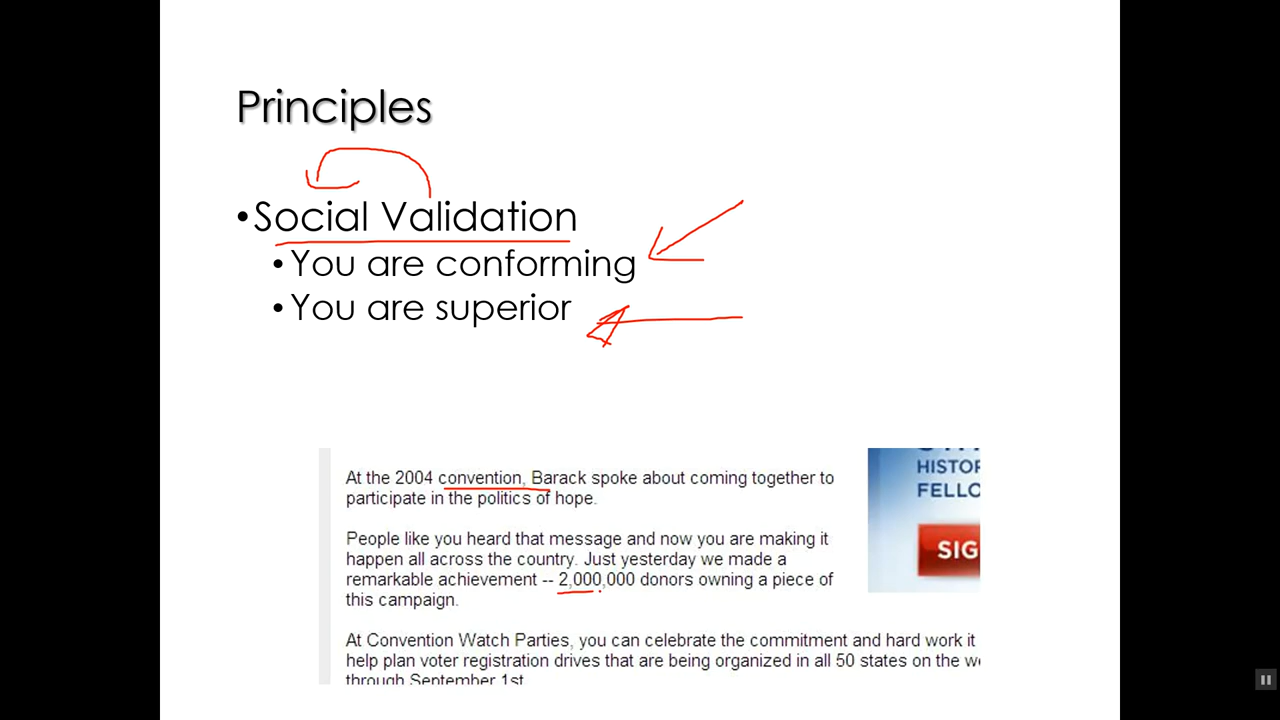 Principles
•Social Validation
•You are conforming
•You are superior
At the 2004 convention, Barack spoke about coming together to
participate in the politics of hope.
People like you heard that message and now you are making it
happen all across the country. Just yesterday we made a
remarkable achievement -- 2,000,000 donors owning a piece of
this campaign.
At Convention Watch Parties, you can celebrate the commitment and hard work it
help plan voter registration drives that are being organized in all 50 states on the we
through September 1st.
HISTOR
FELLO
SIG